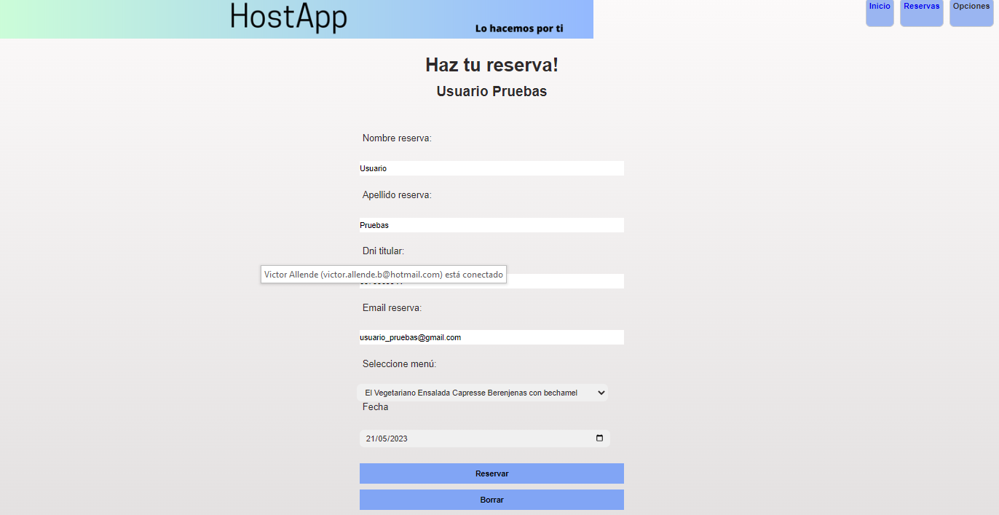 HostApp
Lo hacemos por ti
Inicio Reservas Opciones
Haz tu reserva!
Usuario Pruebas
Nombre reserva:
Usuario
Apellido reserva:
Pruebas
Dni titular:
Victor Allende (victor.allende.b@hotmail.com) está conectado
Email reserva:
usuario_pruebas@gmail.com
Seleccione menú:
El Vegetariano Ensalada Capresse Berenjenas con bechamel
Fecha
21/05/2023
Reservar
Borrar